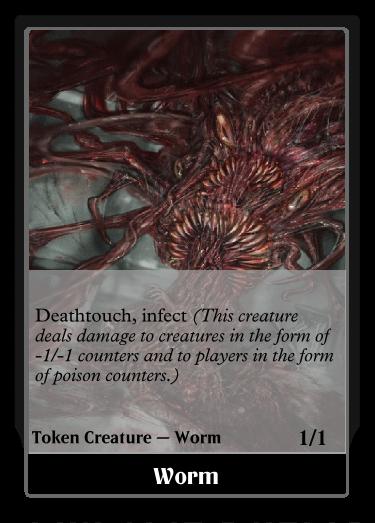 Deathtouch, infect (This creature
deals damage to creatures in the form of
-1/-1 counters and to players in the form
of poison counters.)
Token Creature — Worm 1/1
Worm